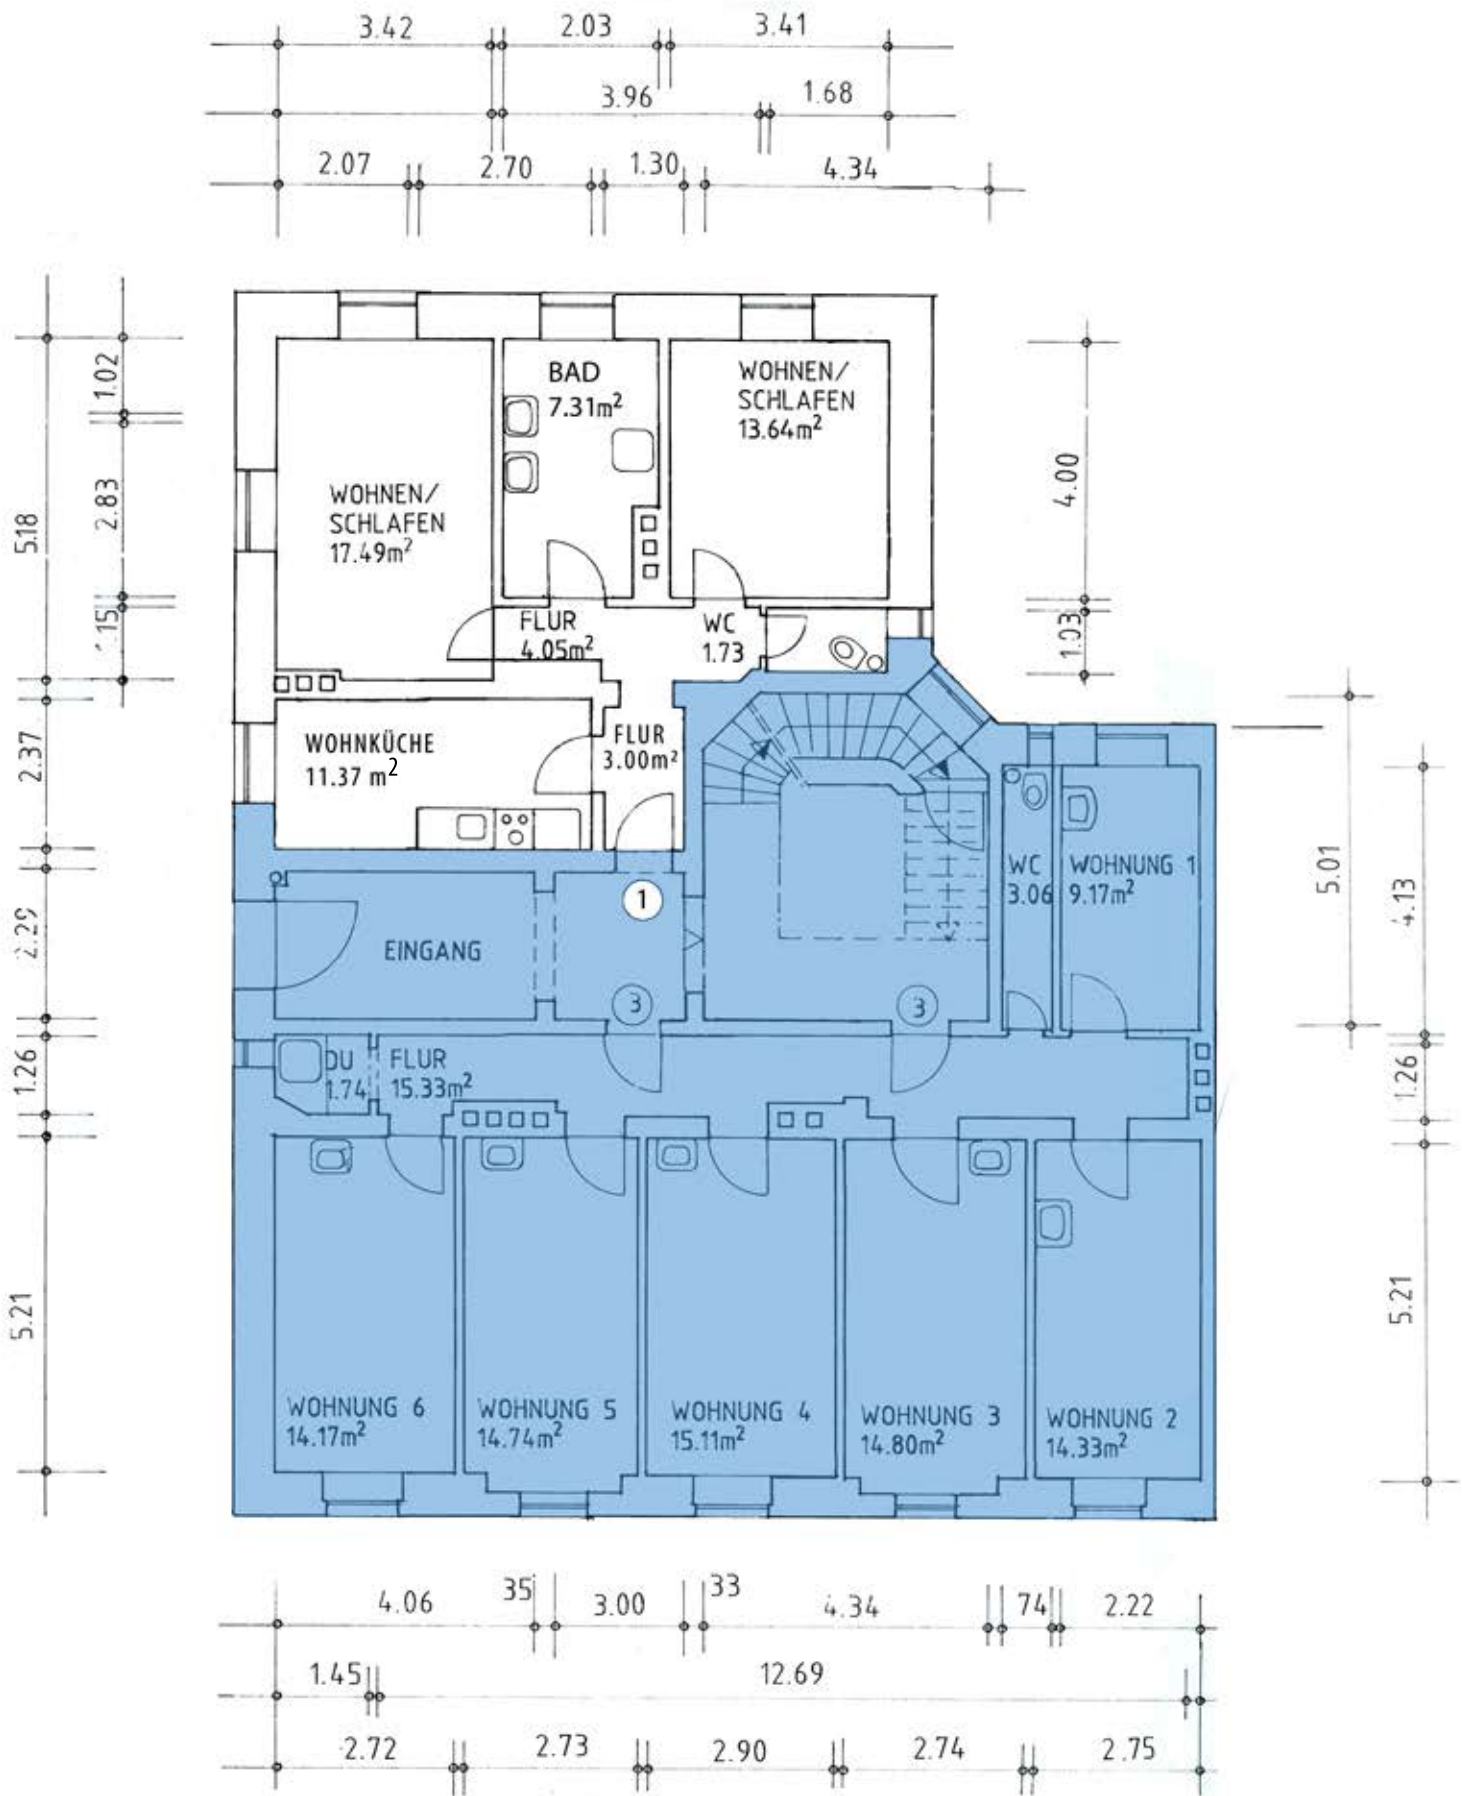 3.42 2.03 3.41
3.96 1.68
2.07 2.70 1.30 4.34
1.02
2.83
5.18
15
2.37
2.29
1.26
5.21
4.00
1.03
5.01
4.13
1.26
5.21
BAD
7.31m²
WOHNEN/
SCHLAFEN
13.64m²
WOHNEN/
SCHLAFEN
17.49m²
FLUR
4.05m²
WC
1.73
WOHNKÜCHE
11.37 m²
FLUR
3.00m²
WC
3.06
WOHNUNG 1
9.17m²
1
EINGANG
3
3
DU
1.74
FLUR
15.33m²
WOHNUNG 6
14.17m²
WOHNUNG 5
14.74m²
WOHNUNG 4
15.11m²
WOHNUNG 3
14.80m²
WOHNUNG 2
14.33m²
4.06 35 3.00 33 4.34 74 2.22
1.45 12.69
2.72 2.73 2.90 2.74 2.75